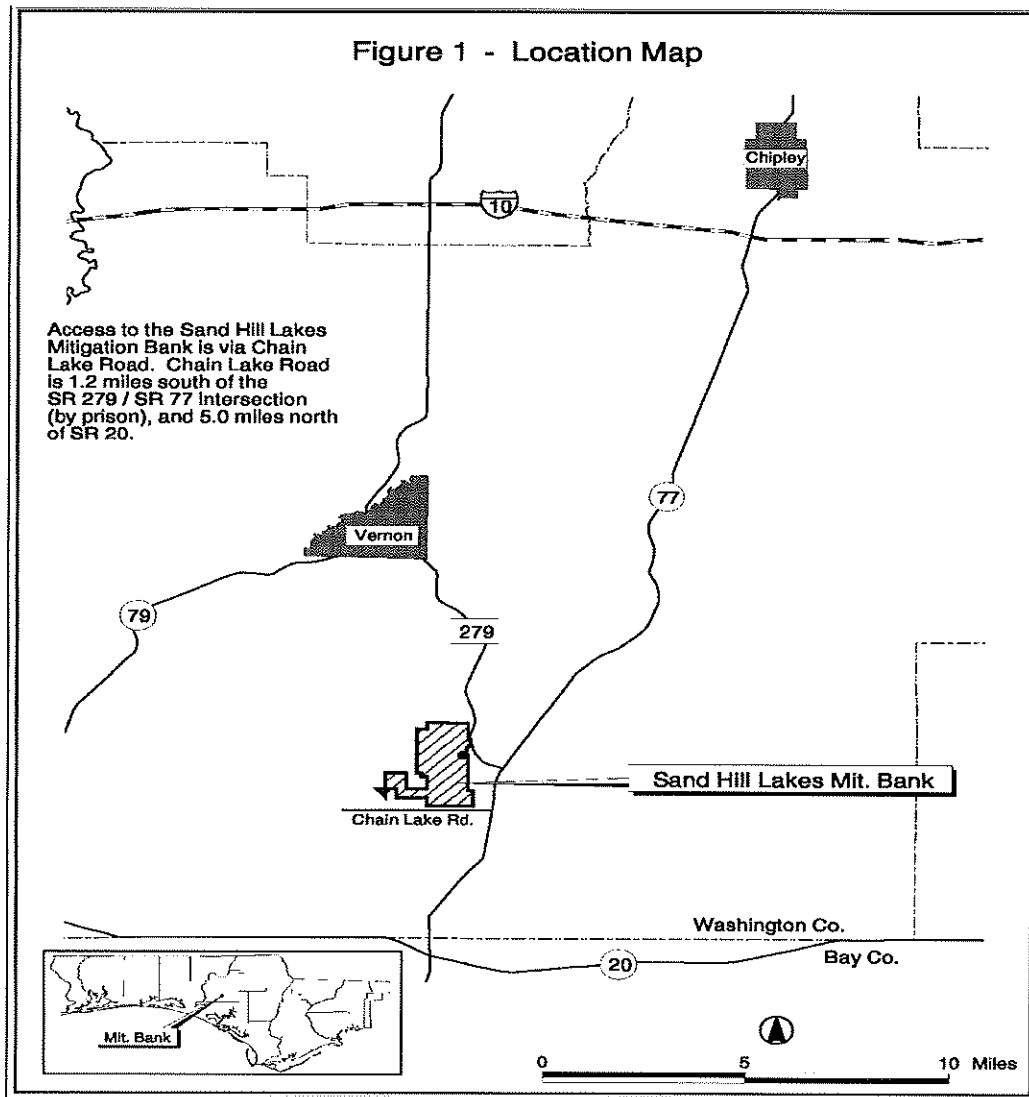 Figure 1 - Location Map
Chipley
10
Access to the Sand Hill Lakes
Mitigation Bank is via Chain
Lake Road. Chain Lake Road
is 1.2 miles south of the
SR 279 / SR 77 intersection
(by prison), and 5.0 miles north
of SR 20.
77
Vernon
79
279
Sand Hill Lakes Mit. Bank
Chain Lake Rd.
Washington Co.
Bay Co.
20
Mit. Bank
0 5 10 Miles